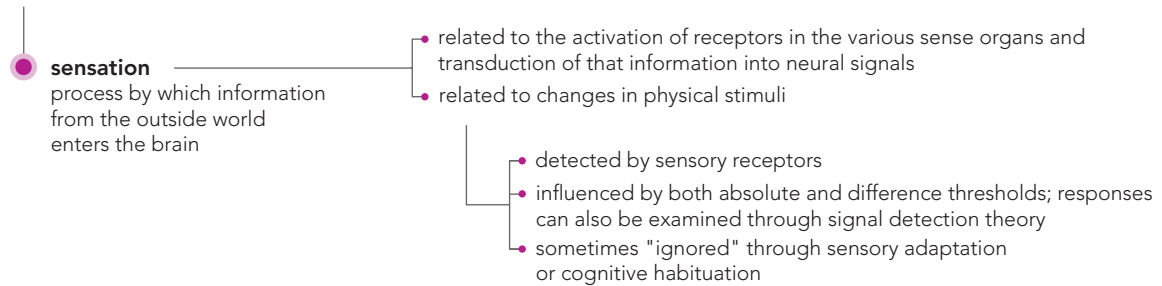 sensation
process by which information
from the outside world
enters the brain
related to the activation of receptors in the various sense organs and
transduction of that information into neural signals
related to changes in physical stimuli
detected by sensory receptors
influenced by both absolute and difference thresholds; responses
can also be examined through signal detection theory
sometimes "ignored" through sensory adaptation
or cognitive habituation